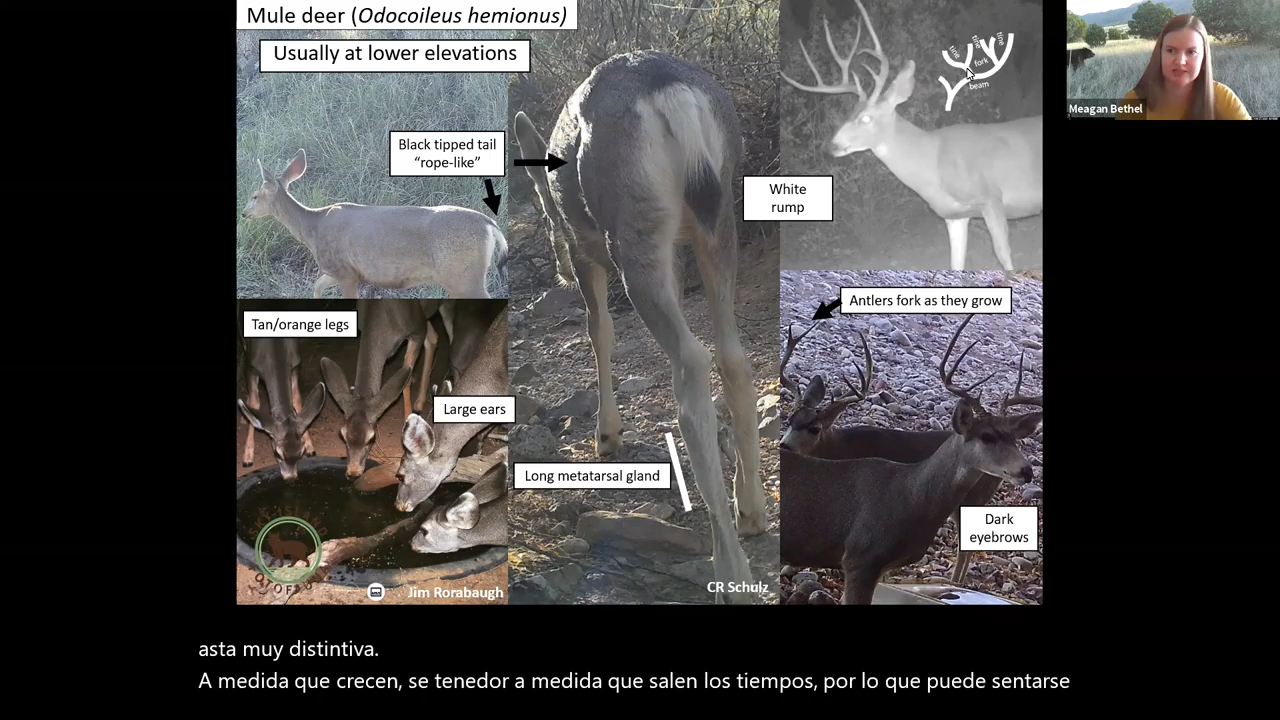 Mule deer (Odocoileus hemionus)
Usually at lower elevations
Black tipped tail
"rope-like"
White
rump
tine
tine
tine
fork
beam
Meagan Bethel
Antlers fork as they grow
Tan/orange legs
Large ears
Long metatarsal gland
Dark
eyebrows
Jim Rorabaugh
CR Schulz
asta muy distintiva.
A medida que crecen, se tenedor a medida que salen los tiempos, por lo que puede sentarse